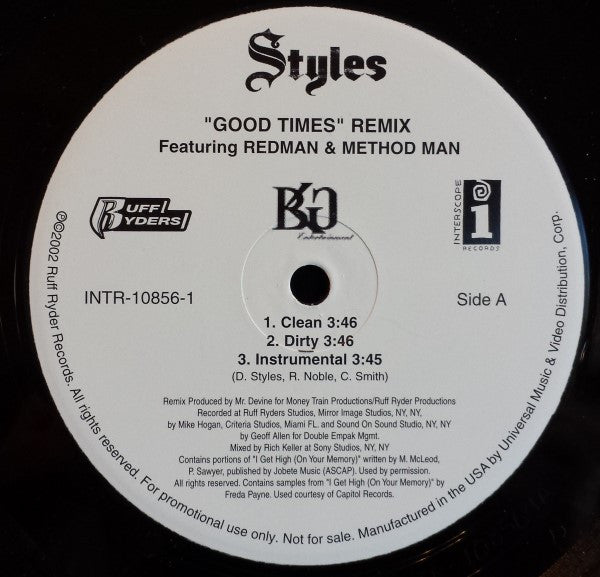 Styles
"GOOD TIMES" REMIX
Featuring REDMAN & METHOD MAN
RUFF
RYDERS
BG
Entertainment
INTERSCOPE
i
RECORDS
INTR-10856-1
Side A
1. Clean 3:46
2. Dirty 3:46
3. Instrumental 3:45
(D. Styles, R. Noble, C. Smith)
Remix Produced by Mr. Devine for Money Train Productions/Ruff Ryder Productions
Recorded at Ruff Ryders Studios, Mirror Image Studios, NY, NY,
by Mike Hogan, Criteria Studios, Miami FL. and Sound On Sound Studios, NY, NY
by Geoff Allen for Double Empak Mgmt.
Mixed by Rich Keller at Sony Studios, NY, NY
Contains portions of "I Get High (On Your Memory)" written by M. McLeod,
P. Sawyer, published by Jobete Music (ASCAP). Used by permission.
All rights reserved. Contains samples from "I Get High (On Your Memory)" by
Freda Payne. Used courtesy of Capitol Records.
℗©2002 Ruff Ryder Records. All rights reserved. For promotional use only. Not for sale. Manufactured in the USA by Universal Music & Video Distribution, Corp.